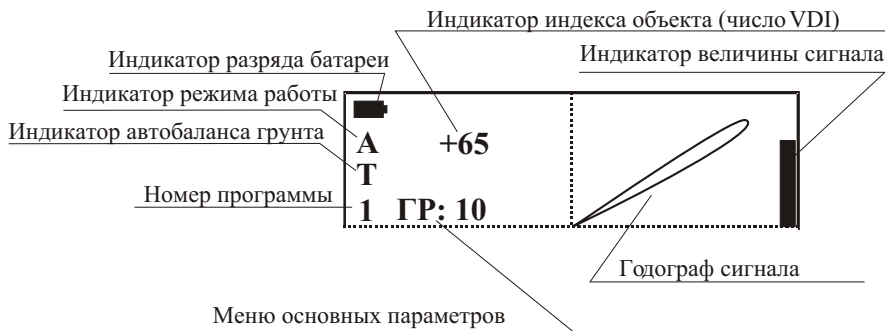 Индикатор индекса объекта (число VDI)
Индикатор величины сигнала
Индикатор разряда батареи
Индикатор режима работы
Индикатор автобаланса грунта
Номер программы
A
+65
T
1 ГР: 10
Годограф сигнала
Меню основных параметров